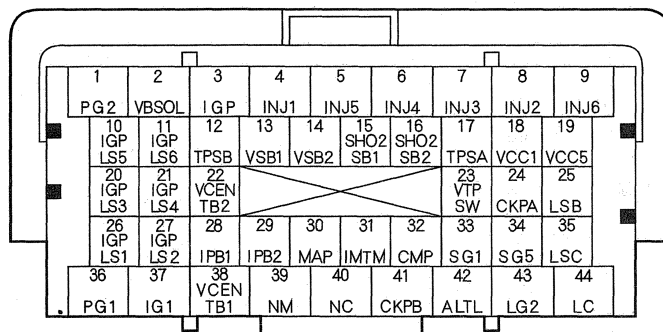 1 2 3 4 5 6 7 8 9
PG2 VBSOL IGP INJ1 INJ5 INJ4 INJ3 INJ2 INJ6
10 11 12 13 14 15 16 17 18 19
IGP IGP SHO2 SHO2
LS5 LS6 TPSB VSB1 VSB2 SB1 SB2 TPSA VCC1 VCC5
20 21 22 23 24 25
IGP IGP VCEN VTP
LS3 LS4 TB2 SW CKPA LSB
26 27 28 29 30 31 32 33 34 35
IGP IGP
LS1 LS2 IPB1 IPB2 MAP IMTM CMP SG1 SG5 LSC
36 37 38 39 40 41 42 43 44
VCEN
PG1 IG1 TB1 NM NC CKPB ALTL LG2 LC